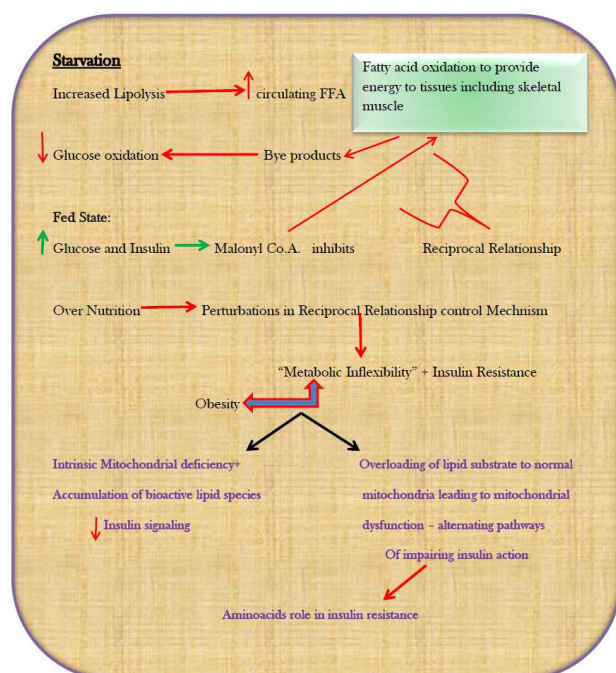 Starvation
Fatty acid oxidation to provide
energy to tissues including skeletal
muscle
Increased Lipolysis circulating FFA
Glucose oxidation Bye products
Fed State:
Glucose and Insulin Malonyl Co.A. inhibits Reciprocal Relationship
Over Nutrition Perturbations in Reciprocal Relationship control Mechnism
“Metabolic Inflexibility” + Insulin Resistance
Obesity
Intrinsic Mitochondrial deficiency+
Accumulation of bioactive lipid species
Insulin signaling
Overloading of lipid substrate to normal
mitochondria leading to mitochondrial
dysfunction – alternating pathways
Of impairing insulin action
Aminoacids role in insulin resistance